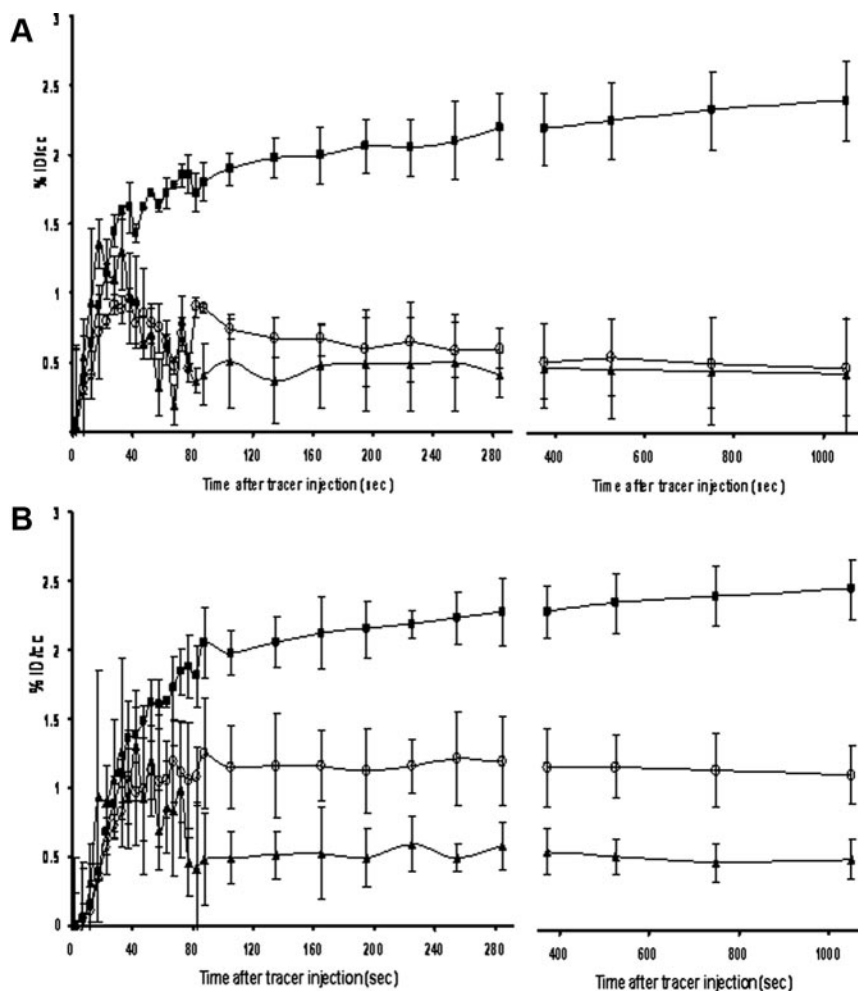 A
3
2.5
2
1.5
1
0.5
% ID/cc
0 40 80 120 160 200 240 280 400 600 800 1000
Time after tracer injection (sec) Time after tracer injection (sec)
B
3
2.5
2
1.5
1
0.5
0
% ID/cc
0 40 80 120 160 200 240 280 400 600 800 1000
Time after tracer injection (sec) Time after tracer injection (sec)